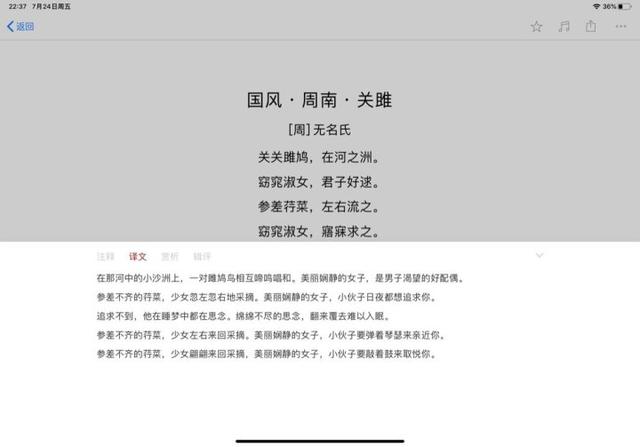 22:37 7月24日周五 36%
返回
国风·周南·关雎
[周]无名氏
关关雎鸠，在河之洲。
窈窕淑女，君子好逑。
参差荇菜，左右流之。
窈窕淑女，寤寐求之。
注释 译文 赏析 辑评
在那河中的小沙洲上，一对雎鸠鸟相互啼鸣唱和。美丽娴静的女子，是男子渴望的好配偶。
参差不齐的荇菜，少女忽左忽右地采摘。美丽娴静的女子，小伙子日夜都想追求你。
追求不到，他在睡梦中都在思念。绵绵不尽的思念，翻来覆去难以入眠。
参差不齐的荇菜，少女左右来回采摘。美丽娴静的女子，小伙子要弹着琴瑟来亲近你。
参差不齐的荇菜，少女翩翩来回采摘，美丽娴静的女子，小伙子要敲着鼓来取悦你。